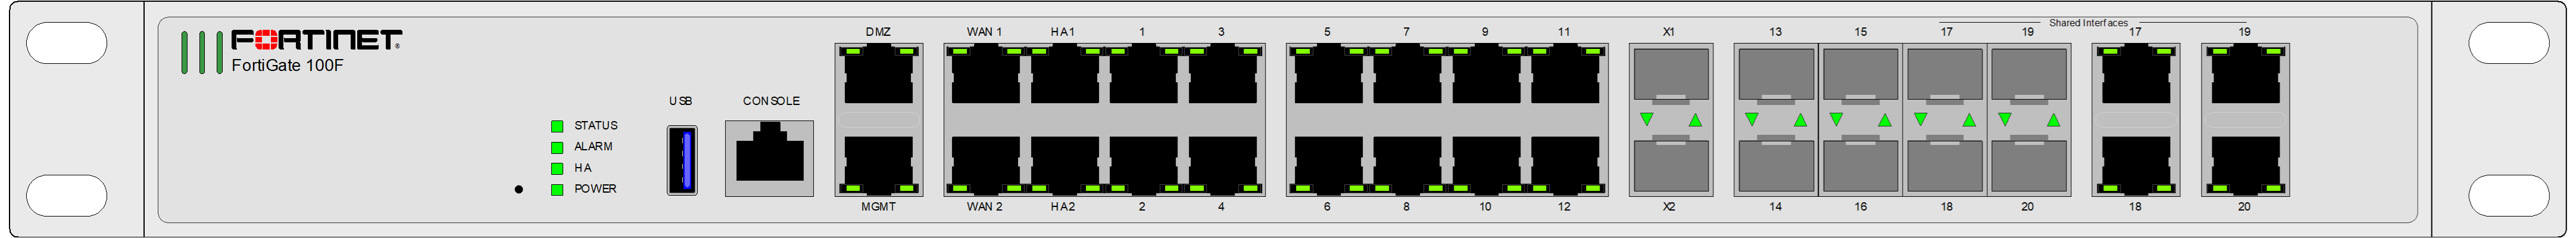 FORTINET
FortiGate 100F
STATUS
ALARM
HA
POWER
USB
CONSOLE
DMZ
MGMT
WAN 1 HA1 1 3
WAN 2 HA2 2 4
5 7 9 11
6 8 10 12
X1
X2
Shared Interfaces
13 15 17 19
14 16 18 20
17 19
18 20